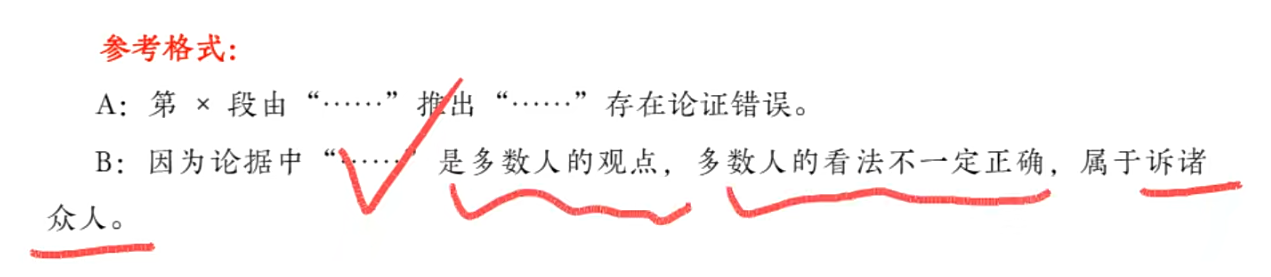 参考格式：
A：第 × 段由“……”推出“……”存在论证错误。
B：因为论据中“……”是多数人的观点，多数人的看法不一定正确，属于诉诸
众人。